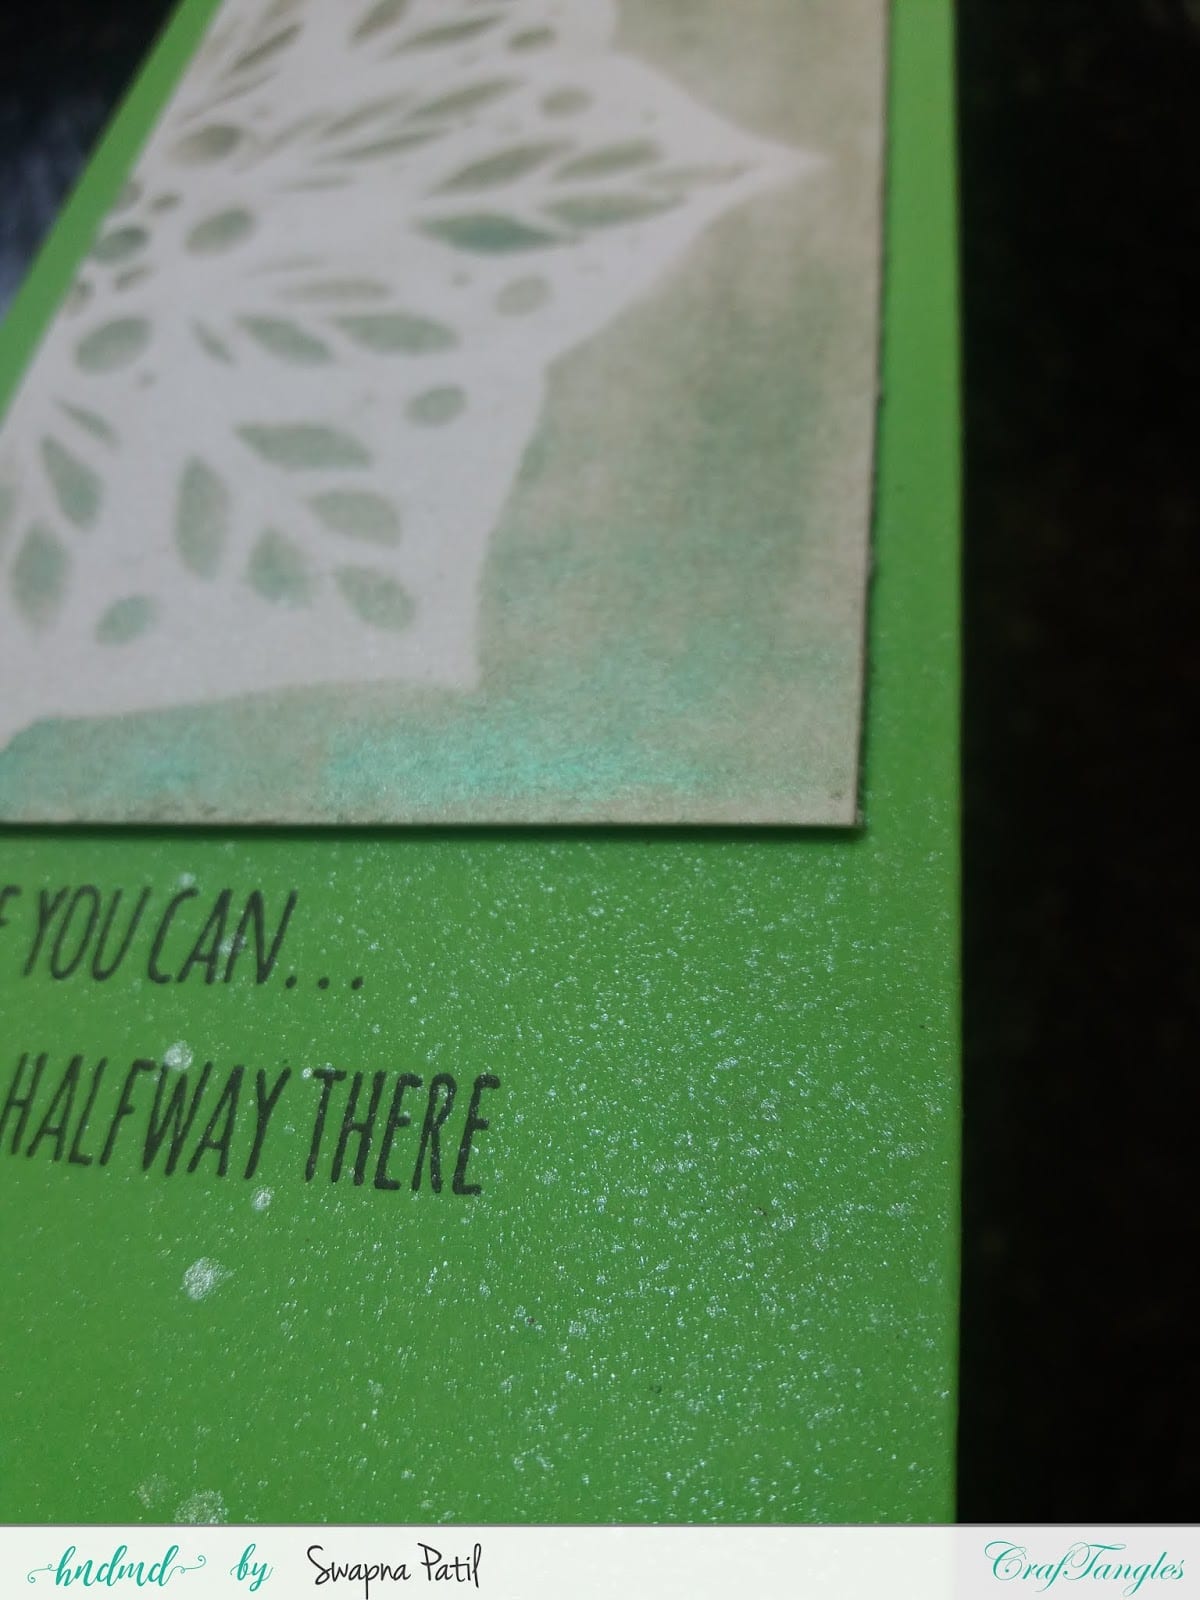 YOU CAN...
HALFWAY THERE
hndmd by Swapna Patil
CrafTangles